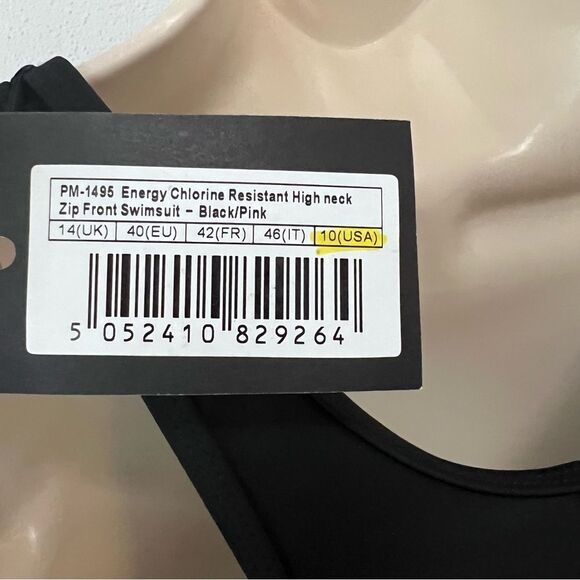 PM-1495 Energy Chlorine Resistant High neck
Zip Front Swimsuit - Black/Pink
14(UK) 40(EU) 42(FR) 46(IT) 10(USA)
5 052410 829264